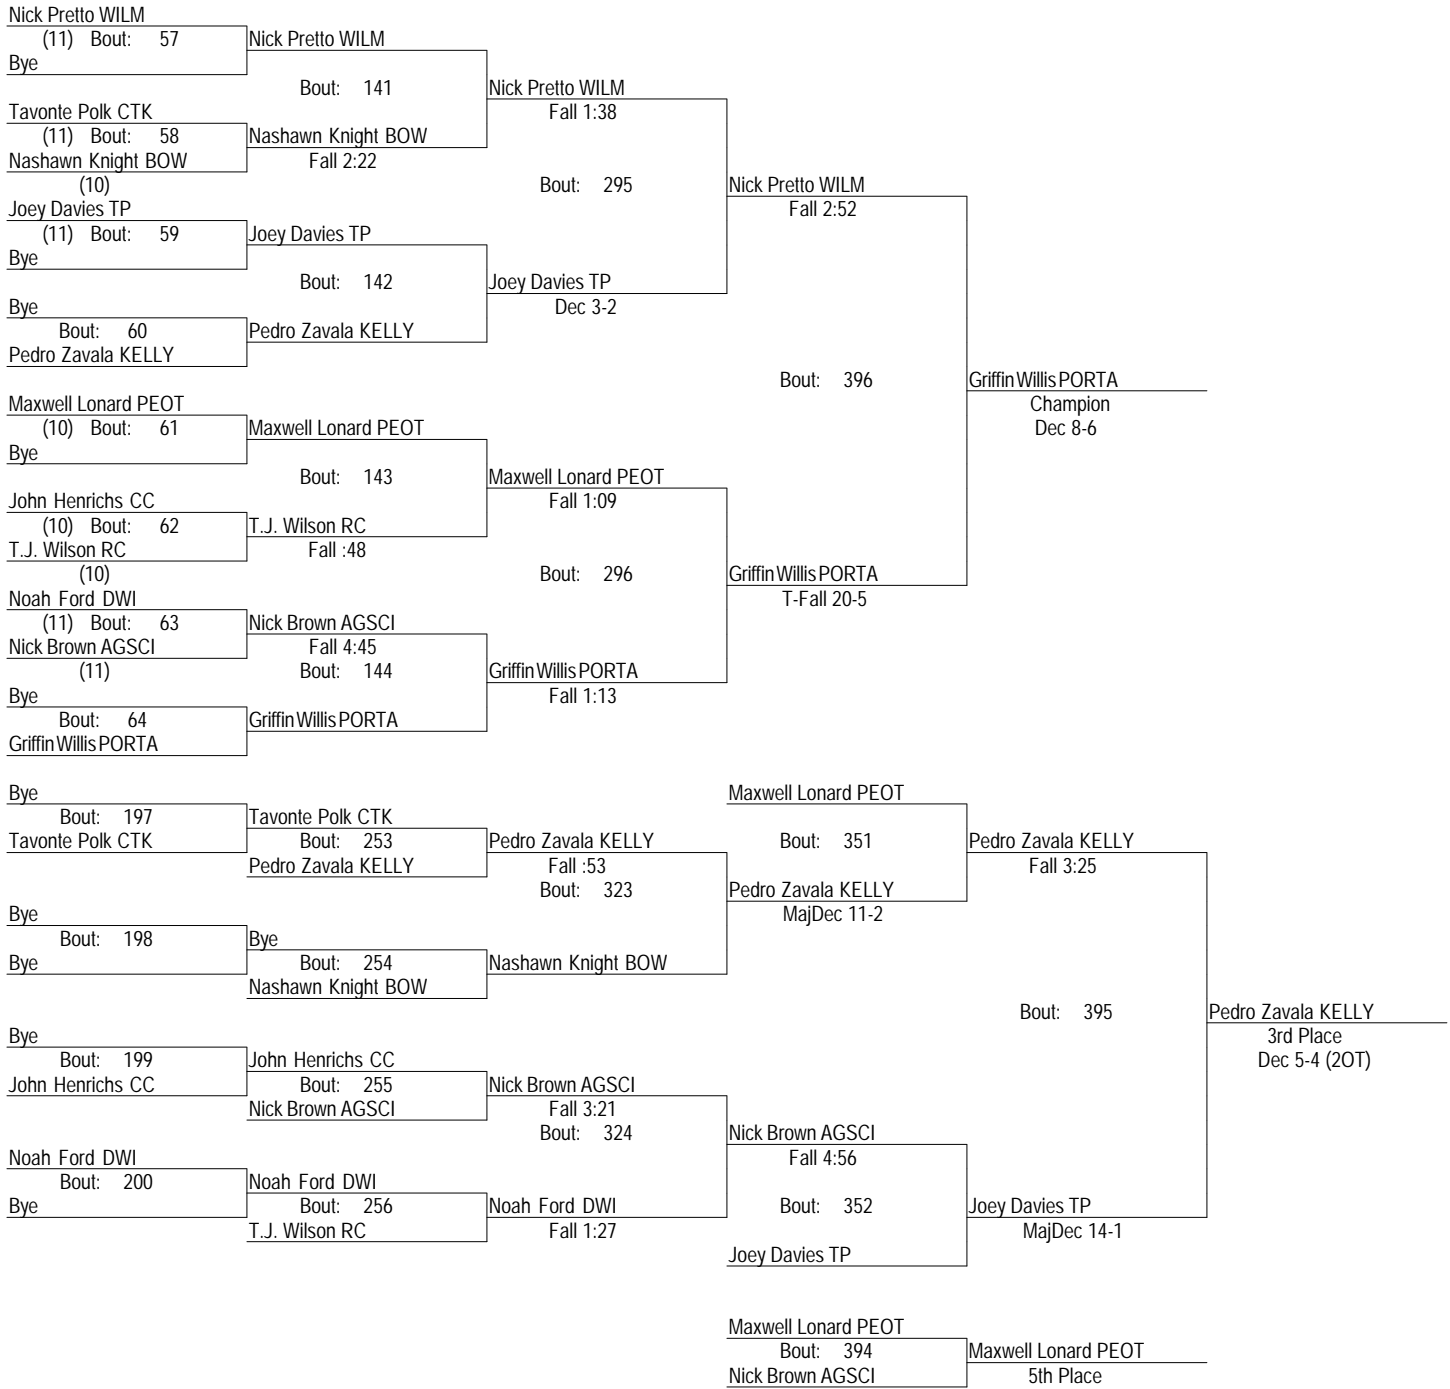 Nick Pretto WILM
(11) Bout: 57
Nick Pretto WILM
Bye
Bout: 141
Nick Pretto WILM
Tavonte Polk CTK
Fall 1:38
(11) Bout: 58
Nashawn Knight BOW
Nashawn Knight BOW
Fall 2:22
(10)
Bout: 295
Nick Pretto WILM
Joey Davies TP
Fall 2:52
(11) Bout: 59
Joey Davies TP
Bye
Bout: 142
Joey Davies TP
Bye
Dec 3-2
Bout: 60
Pedro Zavala KELLY
Pedro Zavala KELLY
Bout: 396
Griffin Willis PORTA
Maxwell Lonard PEOT
Champion
(10) Bout: 61
Maxwell Lonard PEOT
Dec 8-6
Bye
Bout: 143
Maxwell Lonard PEOT
John Henrichs CC
Fall 1:09
(10) Bout: 62
T.J. Wilson RC
T.J. Wilson RC
Fall :48
(10)
Bout: 296
Griffin Willis PORTA
Noah Ford DWI
T-Fall 20-5
(11) Bout: 63
Nick Brown AGSCI
Nick Brown AGSCI
Fall 4:45
(11)
Bout: 144
Griffin Willis PORTA
Bye
Fall 1:13
Bout: 64
Griffin Willis PORTA
Griffin Willis PORTA
Bye
Maxwell Lonard PEOT
Bout: 197
Tavonte Polk CTK
Tavonte Polk CTK
Bout: 253
Pedro Zavala KELLY
Bout: 351
Pedro Zavala KELLY
Pedro Zavala KELLY
Fall :53
Fall 3:25
Bout: 323
Pedro Zavala KELLY
Bye
MajDec 11-2
Bout: 198
Bye
Bye
Bout: 254
Nashawn Knight BOW
Nashawn Knight BOW
Bout: 395
Pedro Zavala KELLY
Bye
3rd Place
Bout: 199
John Henrichs CC
Dec 5-4 (2OT)
John Henrichs CC
Bout: 255
Nick Brown AGSCI
Nick Brown AGSCI
Fall 3:21
Bout: 324
Nick Brown AGSCI
Noah Ford DWI
Fall 4:56
Bout: 200
Noah Ford DWI
Bye
Bout: 256
Noah Ford DWI
Bout: 352
Joey Davies TP
T.J. Wilson RC
Fall 1:27
MajDec 14-1
Joey Davies TP
Maxwell Lonard PEOT
Bout: 394
Maxwell Lonard PEOT
Nick Brown AGSCI
5th Place